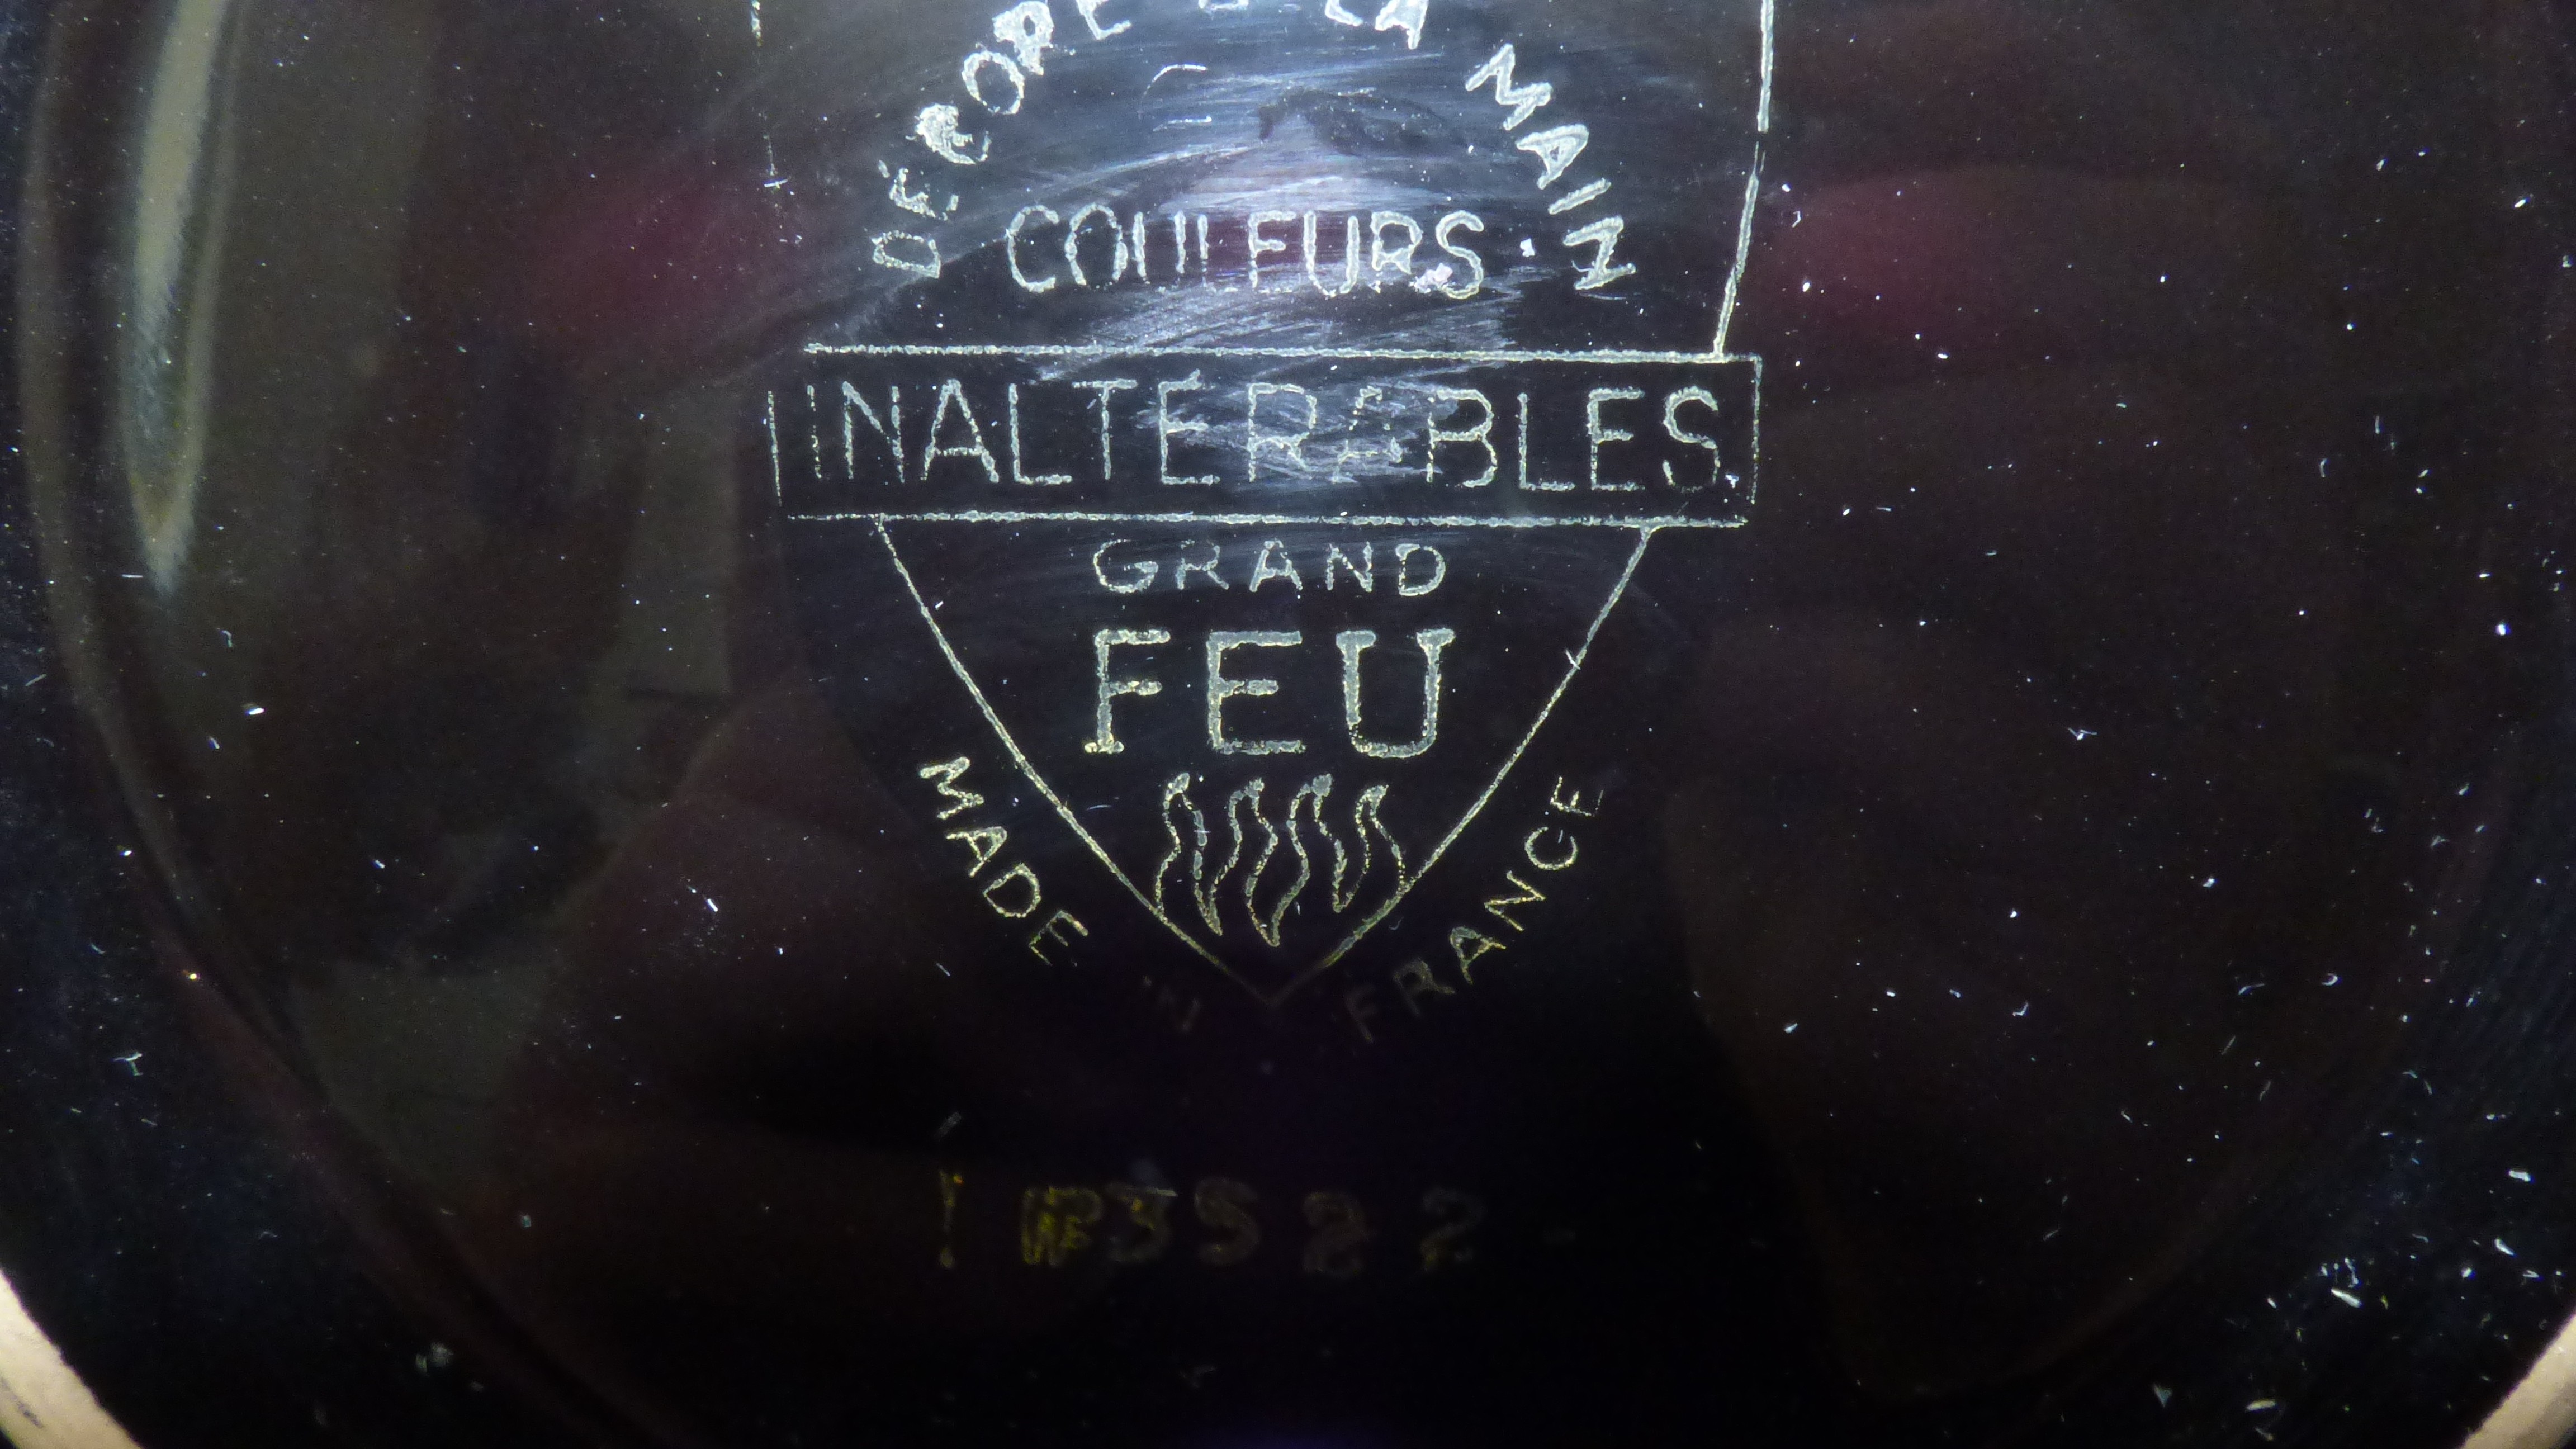 DÉCORÉ À LA MAIN
COULEURS
INALTÉRABLES
GRAND
FEU
MADE IN FRANCE